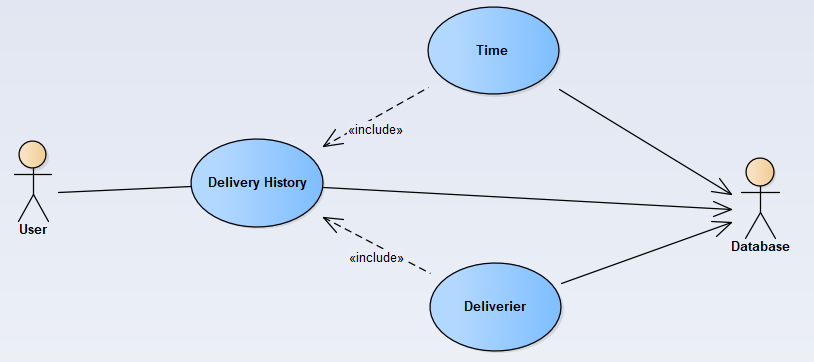 Time
«include»
Delivery History
User
Database
«include»
Deliverier